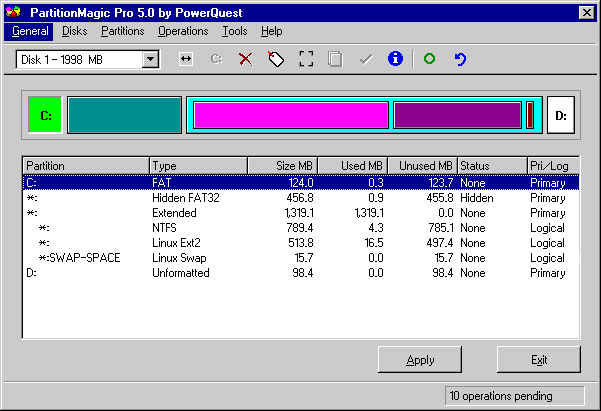 PartitionMagic Pro 5.0 by PowerQuest
General Disks Partitions Operations Tools Help
Disk 1 - 1998 MB C:
C: D:
Partition Type Size MB Used MB Unused MB Status Pri/Log
C: FAT 124.0 0.3 123.7 None Primary
*: Hidden FAT32 456.8 0.9 455.8 Hidden Primary
*: Extended 1,319.1 1,319.1 0.0 None Primary
*: NTFS 789.4 4.3 785.1 None Logical
*: Linux Ext2 513.8 16.5 497.4 None Logical
*:SWAP-SPACE Linux Swap 15.7 0.0 15.7 None Logical
D: Unformatted 98.4 0.0 98.4 None Primary
Apply Exit
10 operations pending